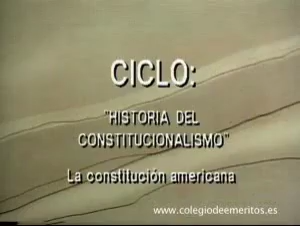 CICLO:
"HISTORIA DEL
CONSTITUCIONALISMO"
La constitución americana
www.colegiodeemeritos.es